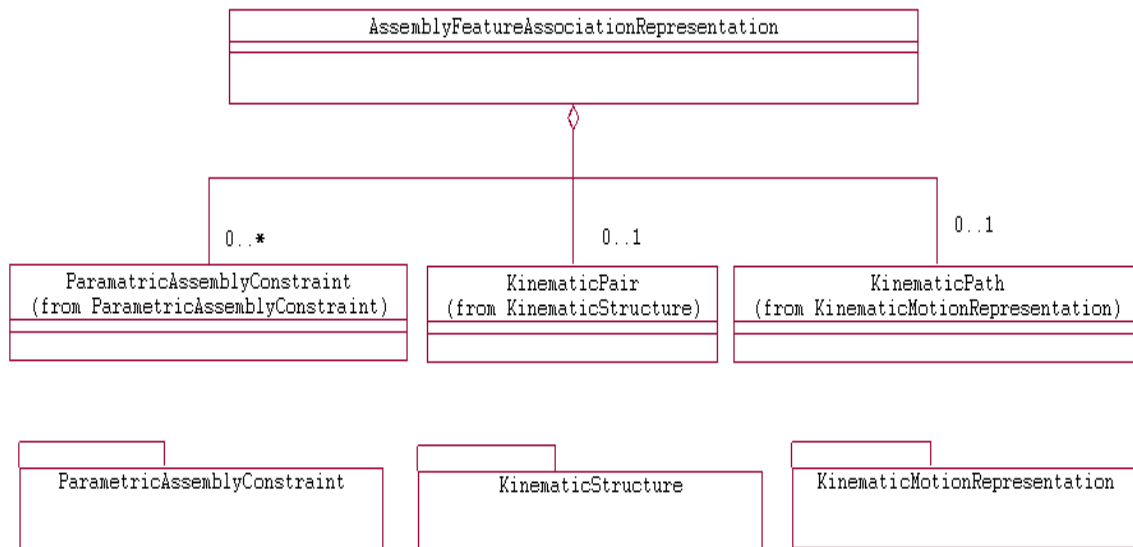 AssemblyFeatureAssociationRepresentation
0..*
0..1
0..1
ParamatricAssemblyConstraint
(from ParametricAssemblyConstraint)
KinematicPair
(from KinematicStructure)
KinematicPath
(from KinematicMotionRepresentation)
ParametricAssemblyConstraint
KinematicStructure
KinematicMotionRepresentation